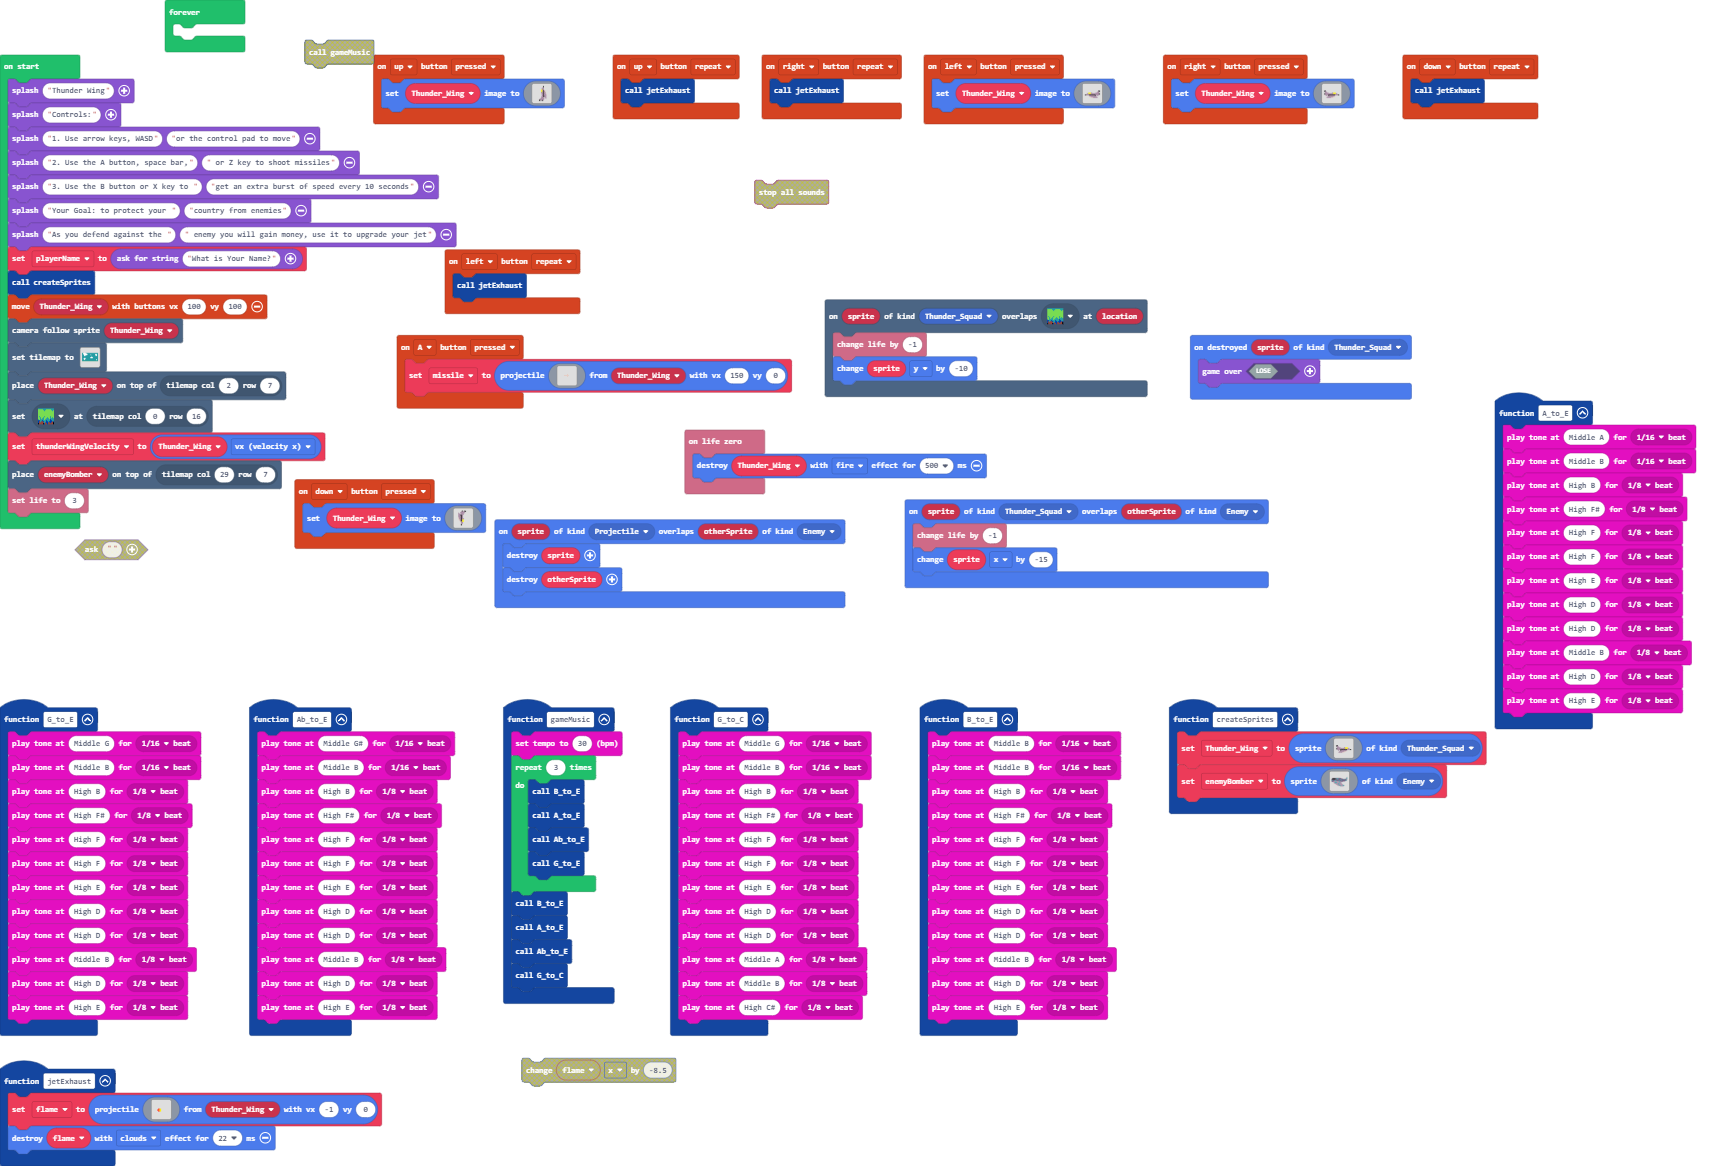 forever
call gameMusic
on start
splash "Thunder Wing"
splash "Controls:"
splash "1. Use arrow keys, WASD" "or the control pad to move"
splash "2. Use the A button, space bar," " or Z key to shoot missiles"
splash "3. Use the B button or X key to " "get an extra burst of speed every 10 seconds"
splash "Your Goal: to protect your " "country from enemies"
splash "As you defend against the " " enemy you will gain money, use it to upgrade your jet"
set playerName to ask for string "What is Your Name?"
call createSprites
move Thunder_Wing with buttons vx 100 vy 100
camera follow sprite Thunder_Wing
set tilemap to
place Thunder_Wing on top of tilemap col 2 row 7
set at tilemap col 0 row 16
set thunderWingVelocity to Thunder_Wing vx (velocity x)
place enemyBomber on top of tilemap col 29 row 7
set life to 3
ask " "
on up button pressed
set Thunder_Wing image to
on up button repeat
call jetExhaust
on right button repeat
call jetExhaust
on left button pressed
set Thunder_Wing image to
on right button pressed
set Thunder_Wing image to
on down button repeat
call jetExhaust
stop all sounds
on left button repeat
call jetExhaust
on A button pressed
set missile to projectile from Thunder_Wing with vx 150 vy 0
on sprite of kind Thunder_Squad overlaps at location
change life by -1
change sprite y by -10
on destroyed sprite of kind Thunder_Squad
game over LOSE
on life zero
destroy Thunder_Wing with fire effect for 500 ms
on down button pressed
set Thunder_Wing image to
on sprite of kind Projectile overlaps otherSprite of kind Enemy
destroy sprite
destroy otherSprite
on sprite of kind Thunder_Squad overlaps otherSprite of kind Enemy
change life by -1
change sprite x by -15
function A_to_E
play tone at Middle A for 1/16 beat
play tone at Middle B for 1/16 beat
play tone at High B for 1/8 beat
play tone at High F# for 1/8 beat
play tone at High F for 1/8 beat
play tone at High F for 1/8 beat
play tone at High E for 1/8 beat
play tone at High D for 1/8 beat
play tone at High D for 1/8 beat
play tone at Middle B for 1/8 beat
play tone at High D for 1/8 beat
play tone at High E for 1/8 beat
function G_to_E
play tone at Middle G for 1/16 beat
play tone at Middle B for 1/16 beat
play tone at High B for 1/8 beat
play tone at High F# for 1/8 beat
play tone at High F for 1/8 beat
play tone at High F for 1/8 beat
play tone at High E for 1/8 beat
play tone at High D for 1/8 beat
play tone at High D for 1/8 beat
play tone at Middle B for 1/8 beat
play tone at High D for 1/8 beat
play tone at High E for 1/8 beat
function Ab_to_E
play tone at Middle G# for 1/16 beat
play tone at Middle B for 1/16 beat
play tone at High B for 1/8 beat
play tone at High F# for 1/8 beat
play tone at High F for 1/8 beat
play tone at High F for 1/8 beat
play tone at High E for 1/8 beat
play tone at High D for 1/8 beat
play tone at High D for 1/8 beat
play tone at Middle B for 1/8 beat
play tone at High D for 1/8 beat
play tone at High E for 1/8 beat
function gameMusic
set tempo to 30 (bpm)
repeat 3 times
do
call B_to_E
call A_to_E
call Ab_to_E
call G_to_E
call B_to_E
call A_to_E
call Ab_to_E
call G_to_C
function G_to_C
play tone at Middle G for 1/16 beat
play tone at Middle B for 1/16 beat
play tone at High B for 1/8 beat
play tone at High F# for 1/8 beat
play tone at High F for 1/8 beat
play tone at High F for 1/8 beat
play tone at High E for 1/8 beat
play tone at High D for 1/8 beat
play tone at High D for 1/8 beat
play tone at Middle A for 1/8 beat
play tone at Middle B for 1/8 beat
play tone at High C# for 1/8 beat
function B_to_E
play tone at Middle B for 1/16 beat
play tone at Middle B for 1/16 beat
play tone at High B for 1/8 beat
play tone at High F# for 1/8 beat
play tone at High F for 1/8 beat
play tone at High F for 1/8 beat
play tone at High E for 1/8 beat
play tone at High D for 1/8 beat
play tone at High D for 1/8 beat
play tone at Middle B for 1/8 beat
play tone at High D for 1/8 beat
play tone at High E for 1/8 beat
function createSprites
set Thunder_Wing to sprite of kind Thunder_Squad
set enemyBomber to sprite of kind Enemy
function jetExhaust
set flame to projectile from Thunder_Wing with vx -1 vy 0
destroy flame with clouds effect for 22 ms
change flame x by -8.5